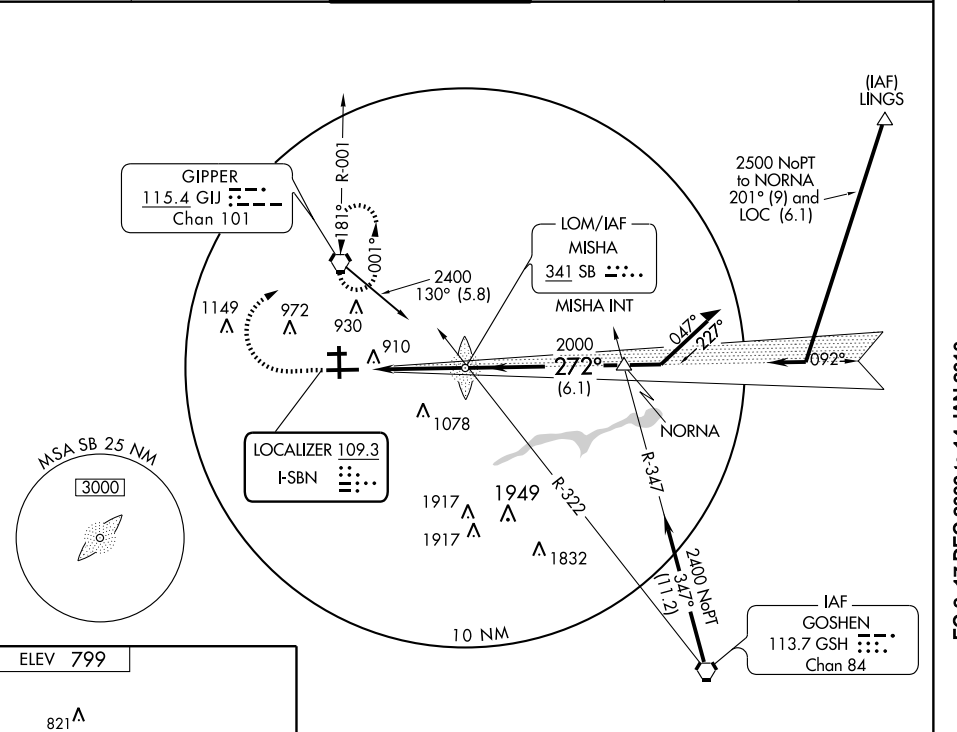 (IAF)
LINGS
2500 NoPT
to NORNA
201° (9) and
LOC (6.1)
GIPPER
115.4 GIJ
Chan 101
R-001
181°
001°
2400
130° (5.8)
LOM/IAF
MISHA
341 SB
MISHA INT
1149
972
930
910
2000
272°
(6.1)
047°
227°
092°
NORNA
1078
LOCALIZER 109.3
I-SBN
MSA SB 25 NM
3000
1917
1949
1917
1832
R-322
R-347
2400 NoPT
347°
(11.2)
10 NM
IAF
GOSHEN
113.7 GSH
Chan 84
ELEV 799
821